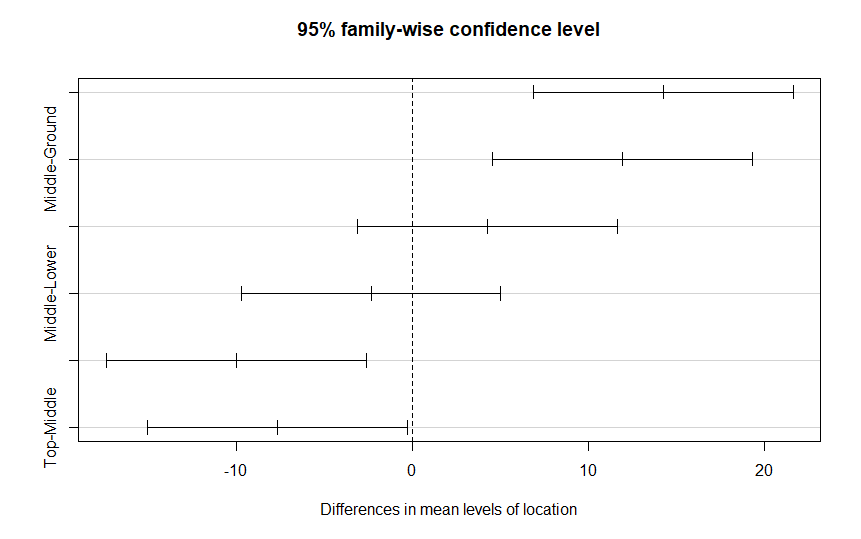 95% family-wise confidence level
Middle-Ground
Middle-Lower
Top-Middle
-10 0 10 20
Differences in mean levels of location